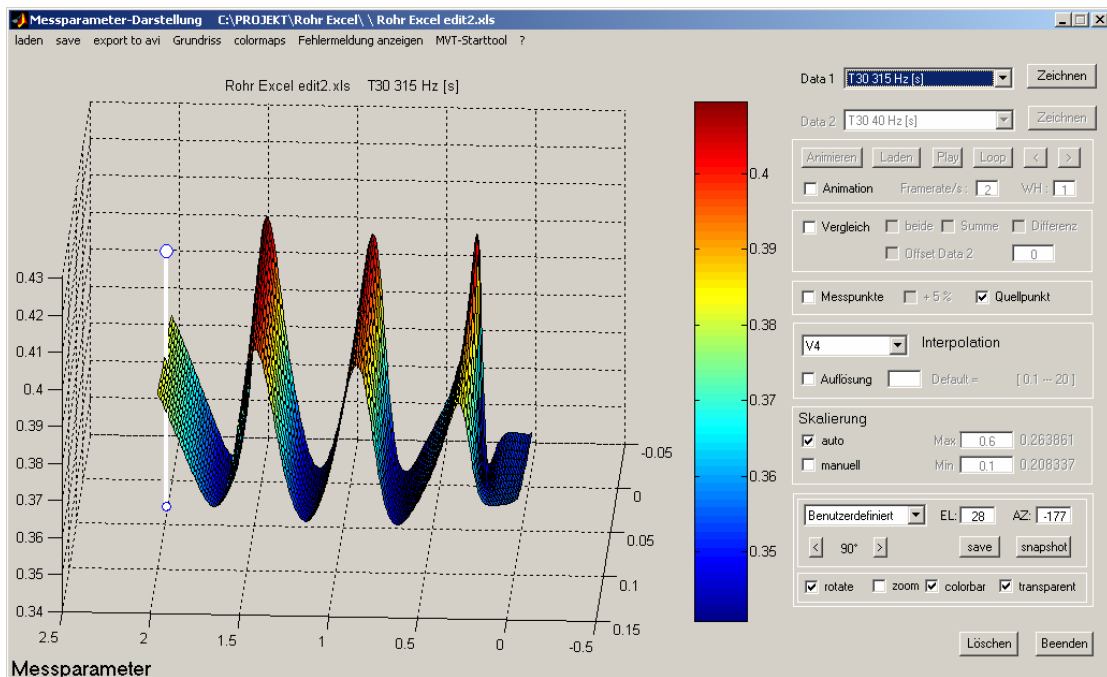 Messparameter-Darstellung C:\PROJEKT\Rohr Excel\ \ Rohr Excel edit2.xls
laden save export to avi Grundriss colormaps Fehlermeldung anzeigen MVT-Starttool ?
Rohr Excel edit2.xls T30 315 Hz [s]
0.43
0.42
0.41
0.4
0.39
0.38
0.37
0.36
0.35
0.34
2.5
2
1.5
1
0.5
0
-0.5
-0.05
0
0.05
0.1
0.15
Messparameter
0.4
0.39
0.38
0.37
0.36
0.35
Data 1 T30 315 Hz [s] Zeichnen
Data 2 T30 40 Hz [s] Zeichnen
Animieren Laden Play Loop < >
Animation Framerate/s : 2 WH : 1
Vergleich beide Summe Differenz
Offset Data 2 0
Messpunkte + 5 % Quellpunkt
V4 Interpolation
Auflösung Default = [ 0.1 --- 20 ]
Skalierung
auto Max 0.6 0.263861
manuell Min 0.1 0.208337
Benutzerdefiniert EL: 28 AZ: -177
< 90° > save snapshot
rotate zoom colorbar transparent
Löschen Beenden